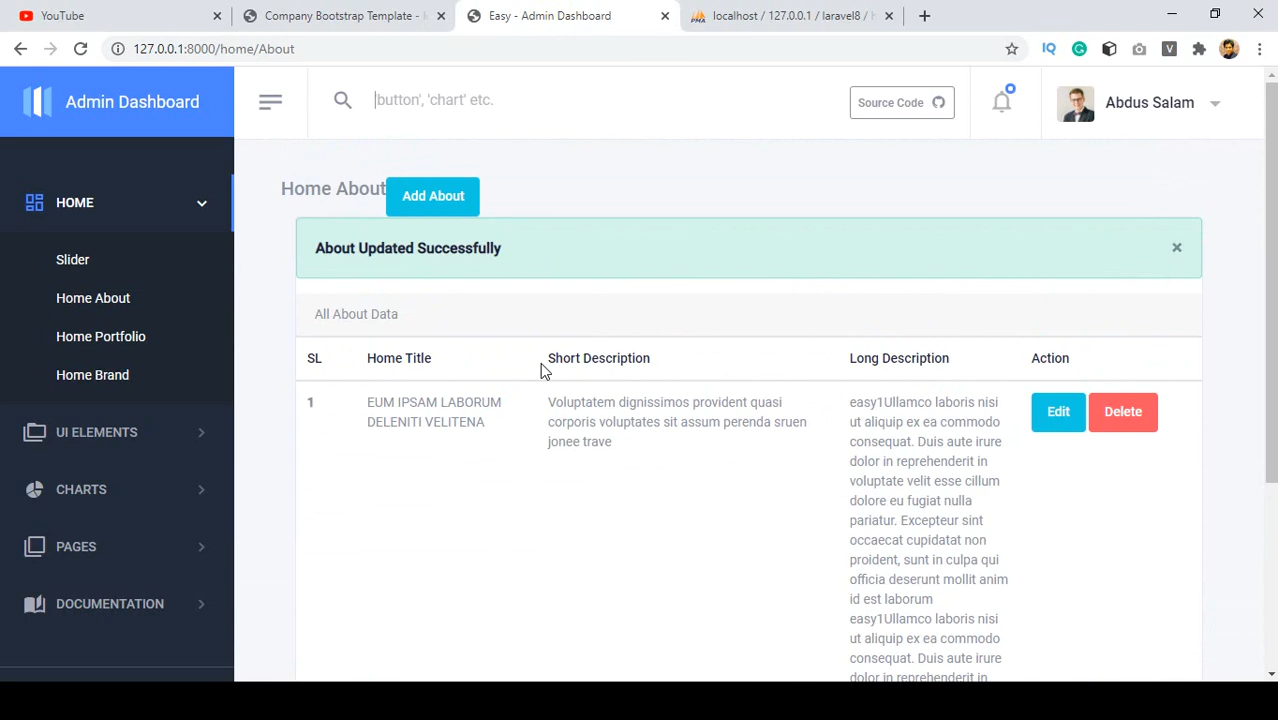 YouTube
Company Bootstrap Template -
Easy - Admin Dashboard
localhost / 127.0.0.1 / laravel8 /
127.0.0.1:8000/home/About
Admin Dashboard
button', 'chart' etc.
Source Code
Abdus Salam
HOME
Slider
Home About
Home Portfolio
Home Brand
UI ELEMENTS
CHARTS
PAGES
DOCUMENTATION
Home About
Add About
About Updated Successfully
×
All About Data
SL Home Title Short Description Long Description Action
1
EUM IPSAM LABORUM
DELENITI VELITENA
Voluptatem dignissimos provident quasi
corporis voluptates sit assum perenda sruen
jonee trave
easy1Ullamco laboris nisi
ut aliquip ex ea commodo
consequat. Duis aute irure
dolor in reprehenderit in
voluptate velit esse cillum
dolore eu fugiat nulla
pariatur. Excepteur sint
occaecat cupidatat non
proident, sunt in culpa qui
officia deserunt mollit anim
id est laborum
easy1Ullamco laboris nisi
ut aliquip ex ea commodo
consequat. Duis aute irure
dolor in reprehenderit in
Edit Delete